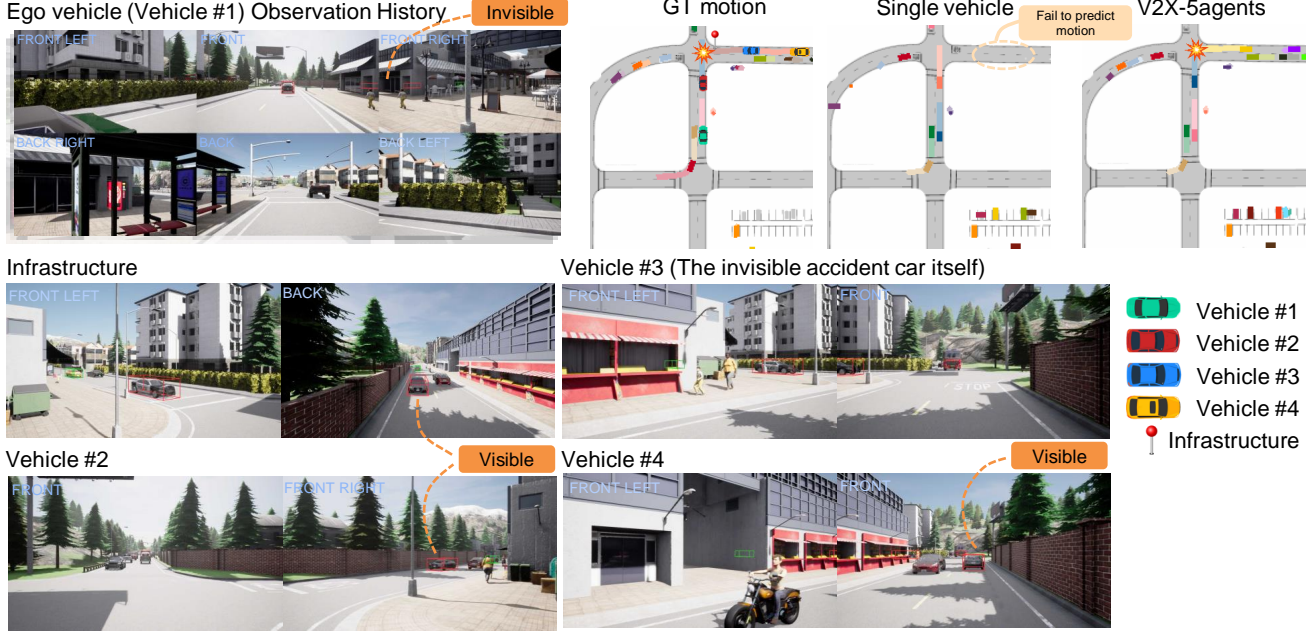 Ego vehicle (Vehicle #1) Observation History
Invisible
GT motion
Single vehicle
V2X-5agents
Fail to predict
motion
FRONT LEFT
FRONT
FRONT RIGHT
BACK RIGHT
BACK
BACK LEFT
Infrastructure
Vehicle #3 (The invisible accident car itself)
FRONT LEFT
BACK
FRONT LEFT
FRONT
STOP
Vehicle #1
Vehicle #2
Vehicle #3
Vehicle #4
Infrastructure
Vehicle #2
Visible
Vehicle #4
Visible
FRONT
FRONT RIGHT
FRONT LEFT
FRONT